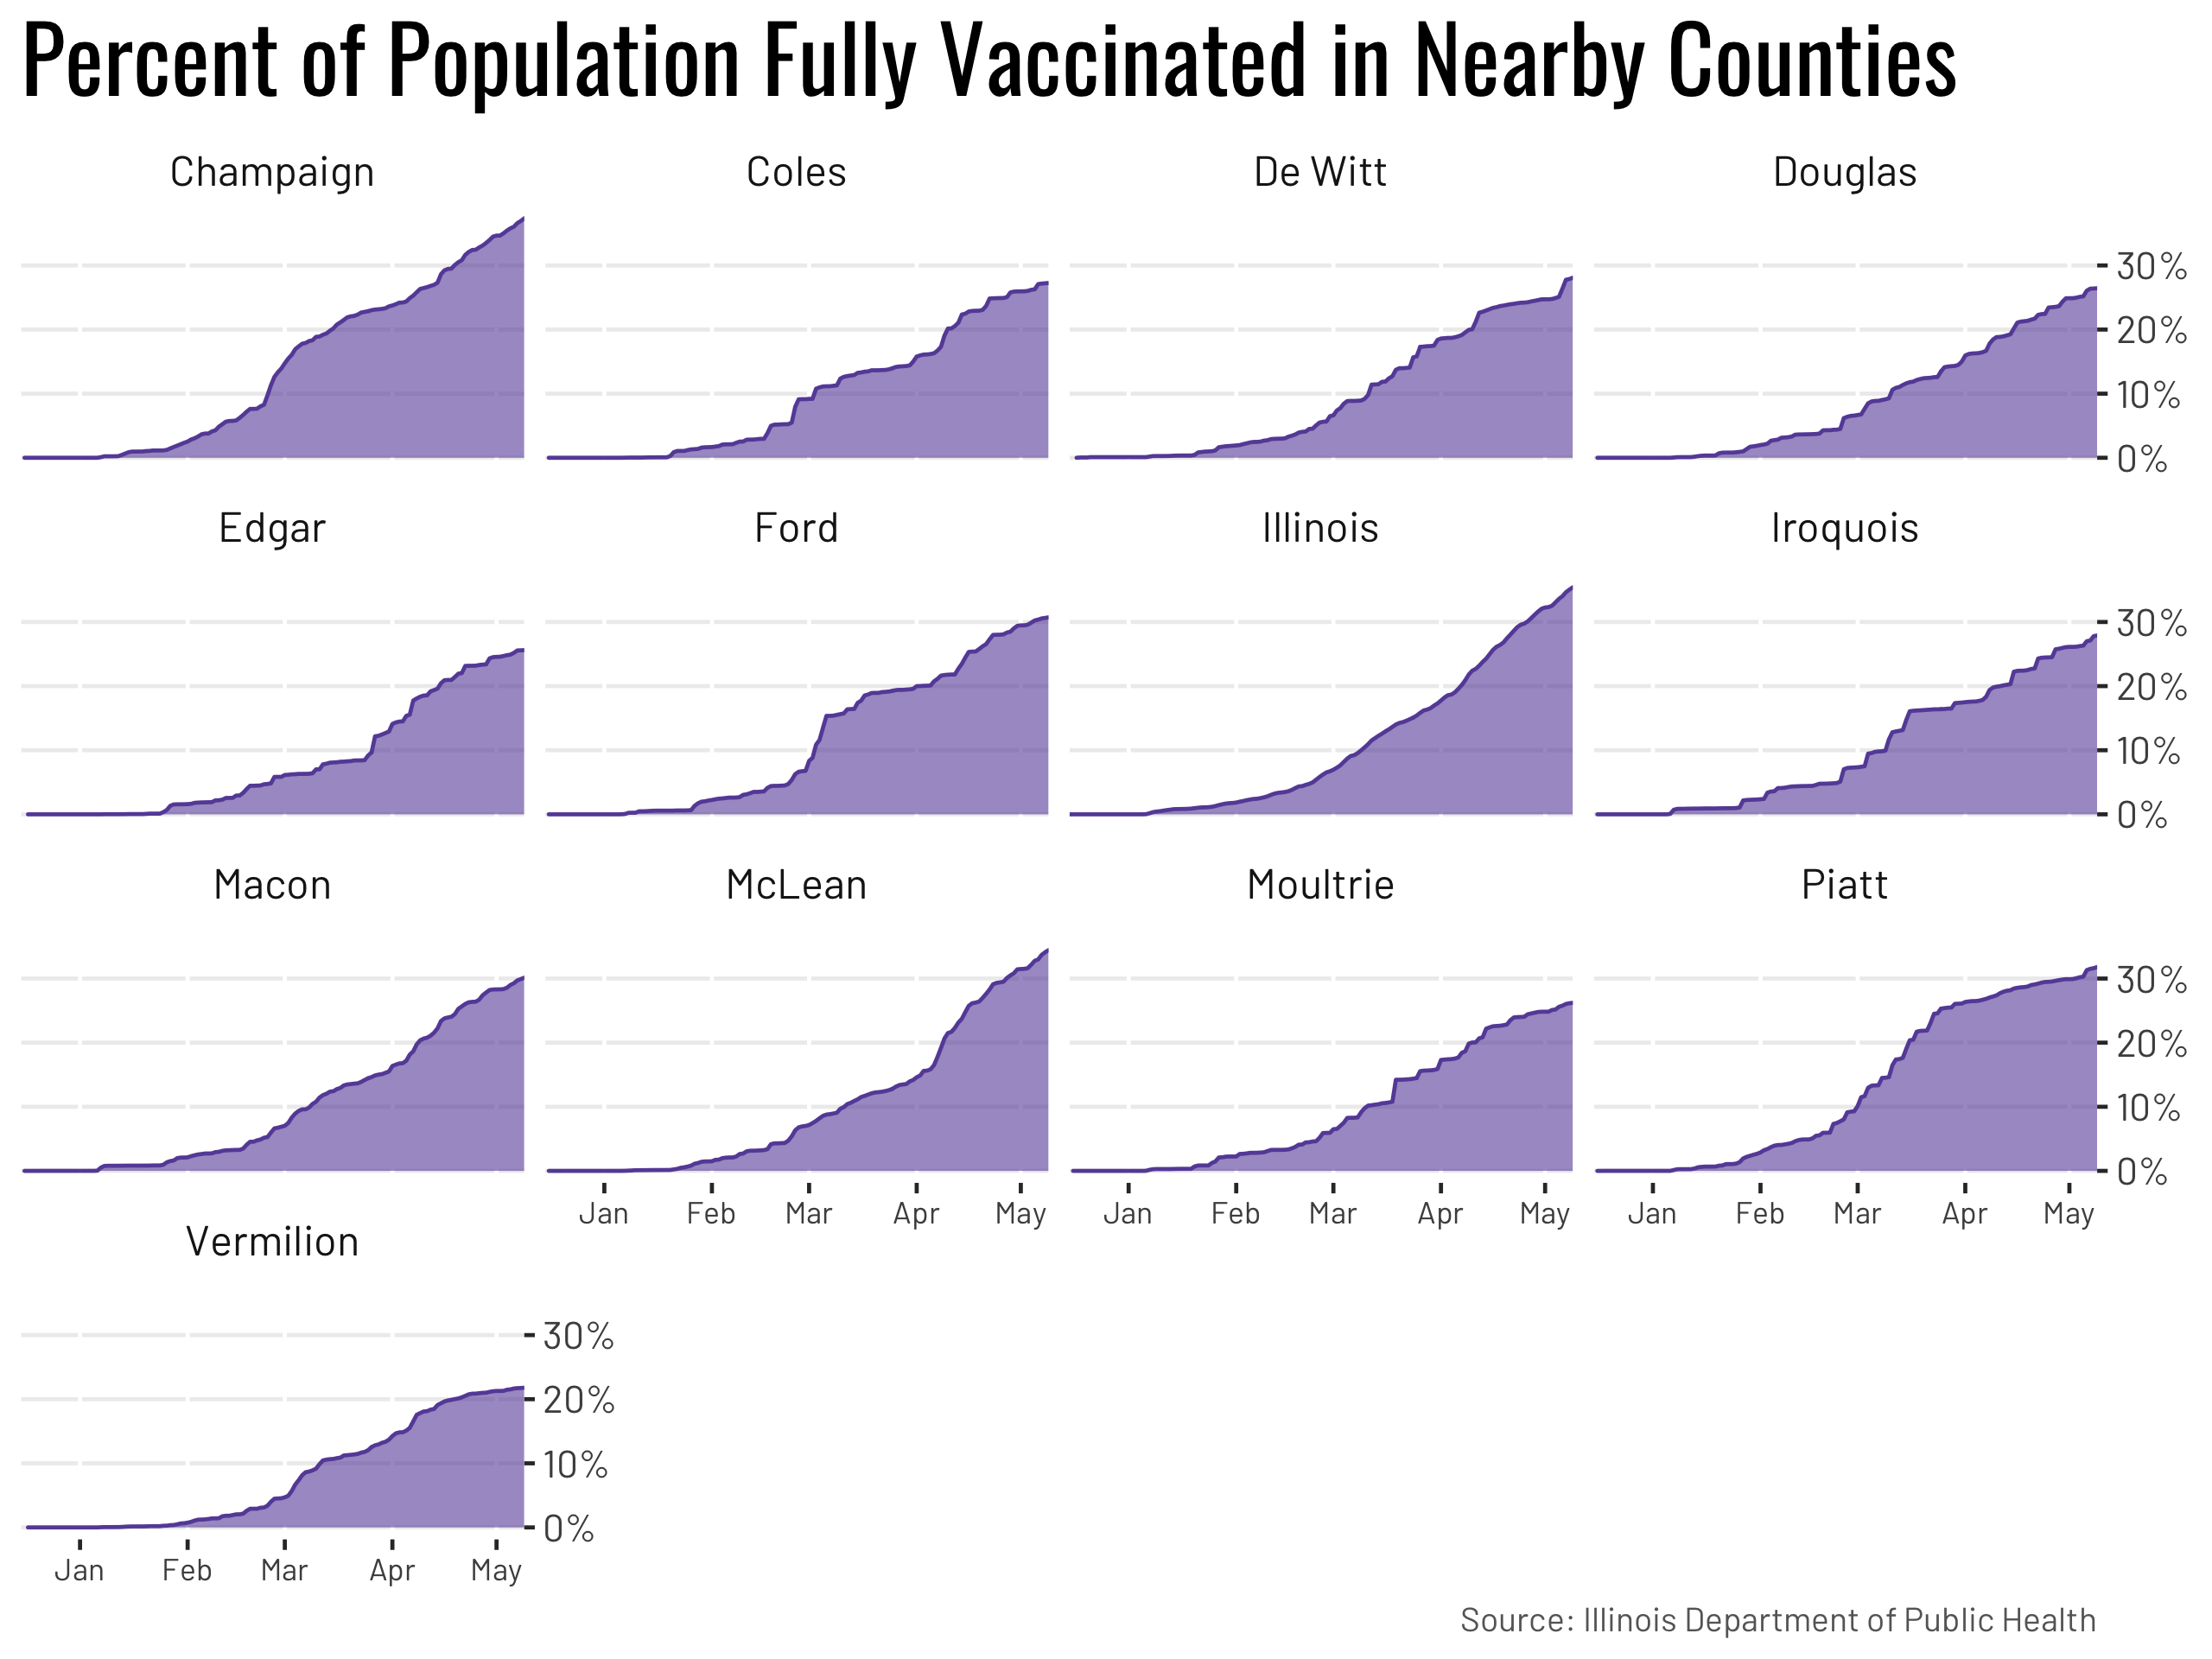 Percent of Population Fully Vaccinated in Nearby Counties
Champaign
Coles
De Witt
Douglas
30%
20%
10%
0%
Edgar
Ford
Illinois
Iroquois
30%
20%
10%
0%
Macon
McLean
Moultrie
Piatt
30%
20%
10%
0%
Jan Feb Mar Apr May
Jan Feb Mar Apr May
Jan Feb Mar Apr May
Vermilion
30%
20%
10%
0%
Jan Feb Mar Apr May
Source: Illinois Department of Public Health